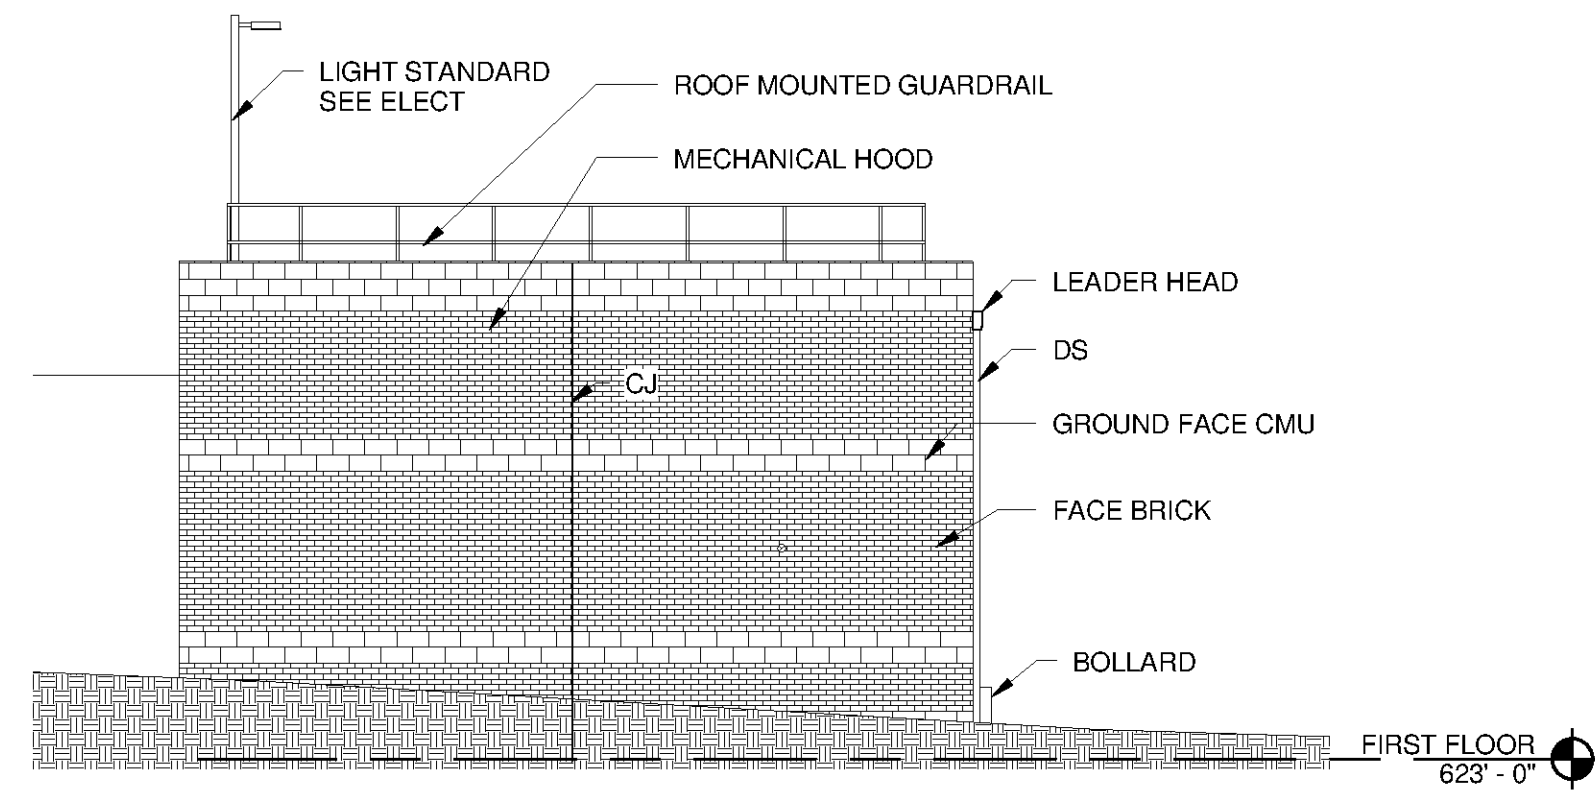 LIGHT STANDARD
SEE ELECT
ROOF MOUNTED GUARDRAIL
MECHANICAL HOOD
LEADER HEAD
DS
CJ
GROUND FACE CMU
FACE BRICK
BOLLARD
FIRST FLOOR
623' - 0"